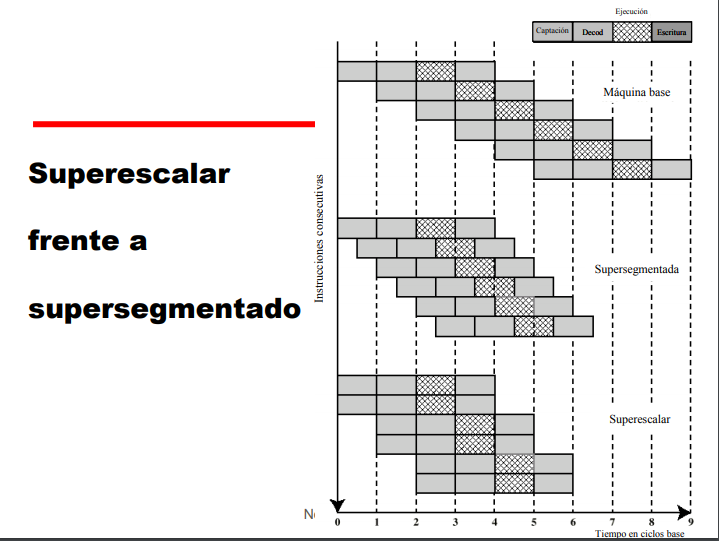 Ejecución
Captación Decod Escritura
Máquina base
Superescalar
frente a
supersegmentado
Instrucciones consecutivas
Supersegmentada
Superescalar
0 1 2 3 4 5 6 7 8 9
Tiempo en ciclos base